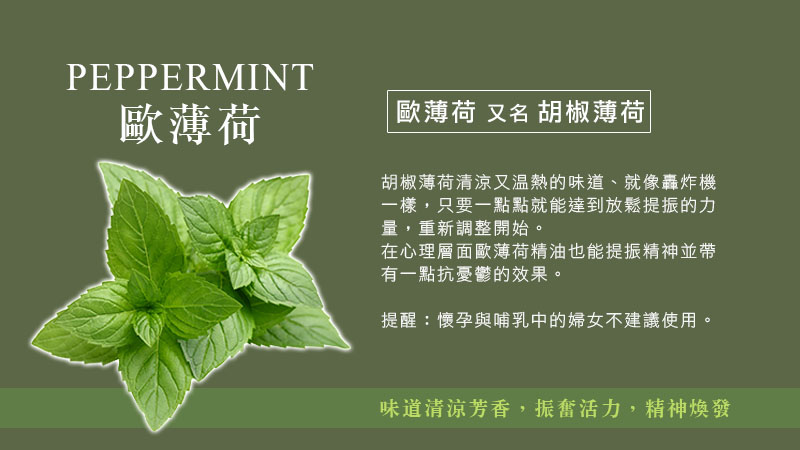 PEPPERMINT
歐薄荷
歐薄荷 又名 胡椒薄荷
胡椒薄荷清涼又温熱的味道、就像轟炸機
一樣，只要一點點就能達到放鬆提振的力
量，重新調整開始。
在心理層面歐薄荷精油也能提振精神並帶
有一點抗憂鬱的效果。
提醒：懷孕與哺乳中的婦女不建議使用。
味道清涼芳香，振奮活力，精神煥發